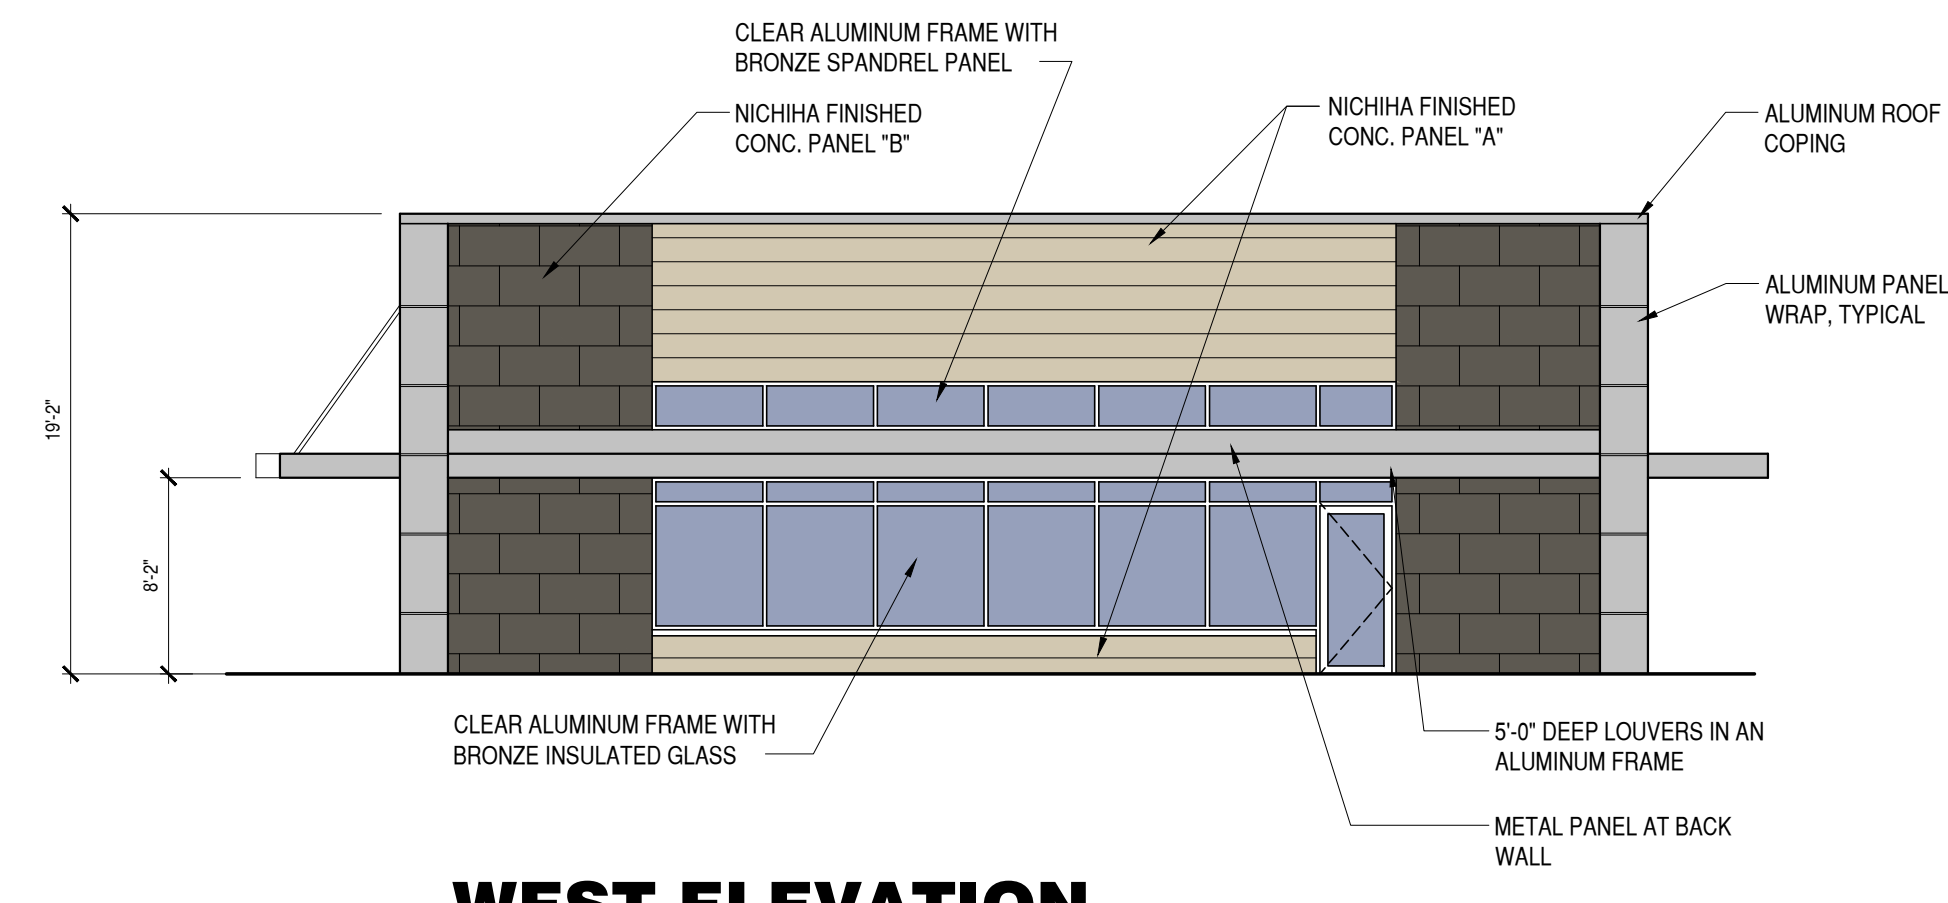 CLEAR ALUMINUM FRAME WITH
BRONZE SPANDREL PANEL
NICHIHA FINISHED
CONC. PANEL "B"
NICHIHA FINISHED
CONC. PANEL "A"
ALUMINUM ROOF
COPING
ALUMINUM PANEL
WRAP, TYPICAL
19'-2"
8'-2"
CLEAR ALUMINUM FRAME WITH
BRONZE INSULATED GLASS
5'-0" DEEP LOUVERS IN AN
ALUMINUM FRAME
METAL PANEL AT BACK
WALL
WEST ELEVATION